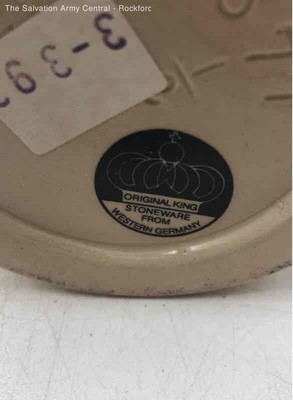 The Salvation Army Central - Rockford
3-39
ORIGINAL KING
STONEWARE
FROM
WESTERN GERMANY